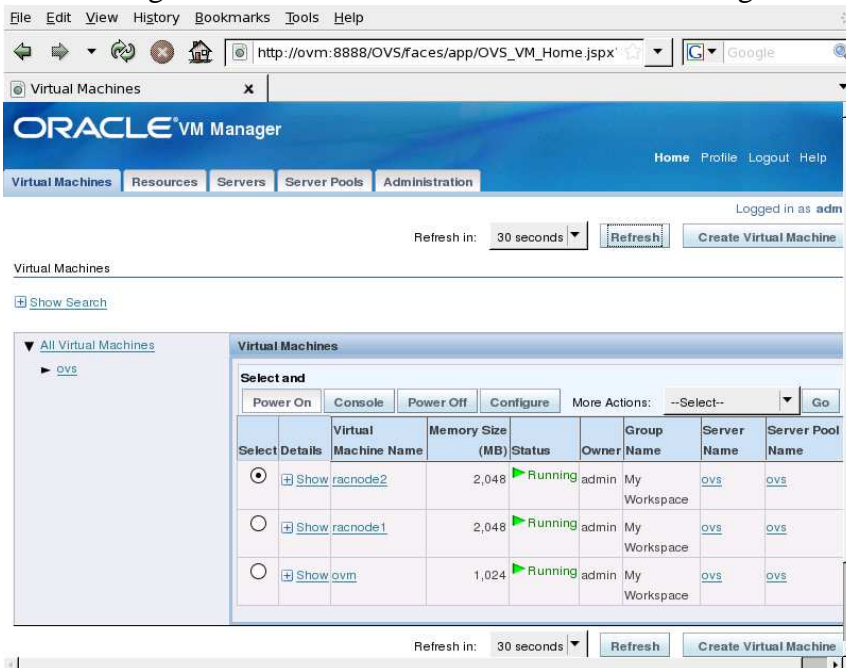 File Edit View History Bookmarks Tools Help
http://ovm:8888/OVS/faces/app/OVS_VM_Home.jspx
G Google
Virtual Machines x
ORACLE VM Manager
Home Profile Logout Help
Virtual Machines Resources Servers Server Pools Administration
Logged in as adm
Refresh in: 30 seconds Refresh Create Virtual Machine
Virtual Machines
Show Search
All Virtual Machines
ovs
Virtual Machines
Select and
Power On Console Power Off Configure More Actions: --Select-- Go
Select Details Virtual Machine Name Memory Size (MB) Status Owner Group Name Server Name Server Pool Name
Show racnode2 2,048 Running admin My Workspace ovs ovs
Show racnode1 2,048 Running admin My Workspace ovs ovs
Show ovm 1,024 Running admin My Workspace ovs ovs
Refresh in: 30 seconds Refresh Create Virtual Machine